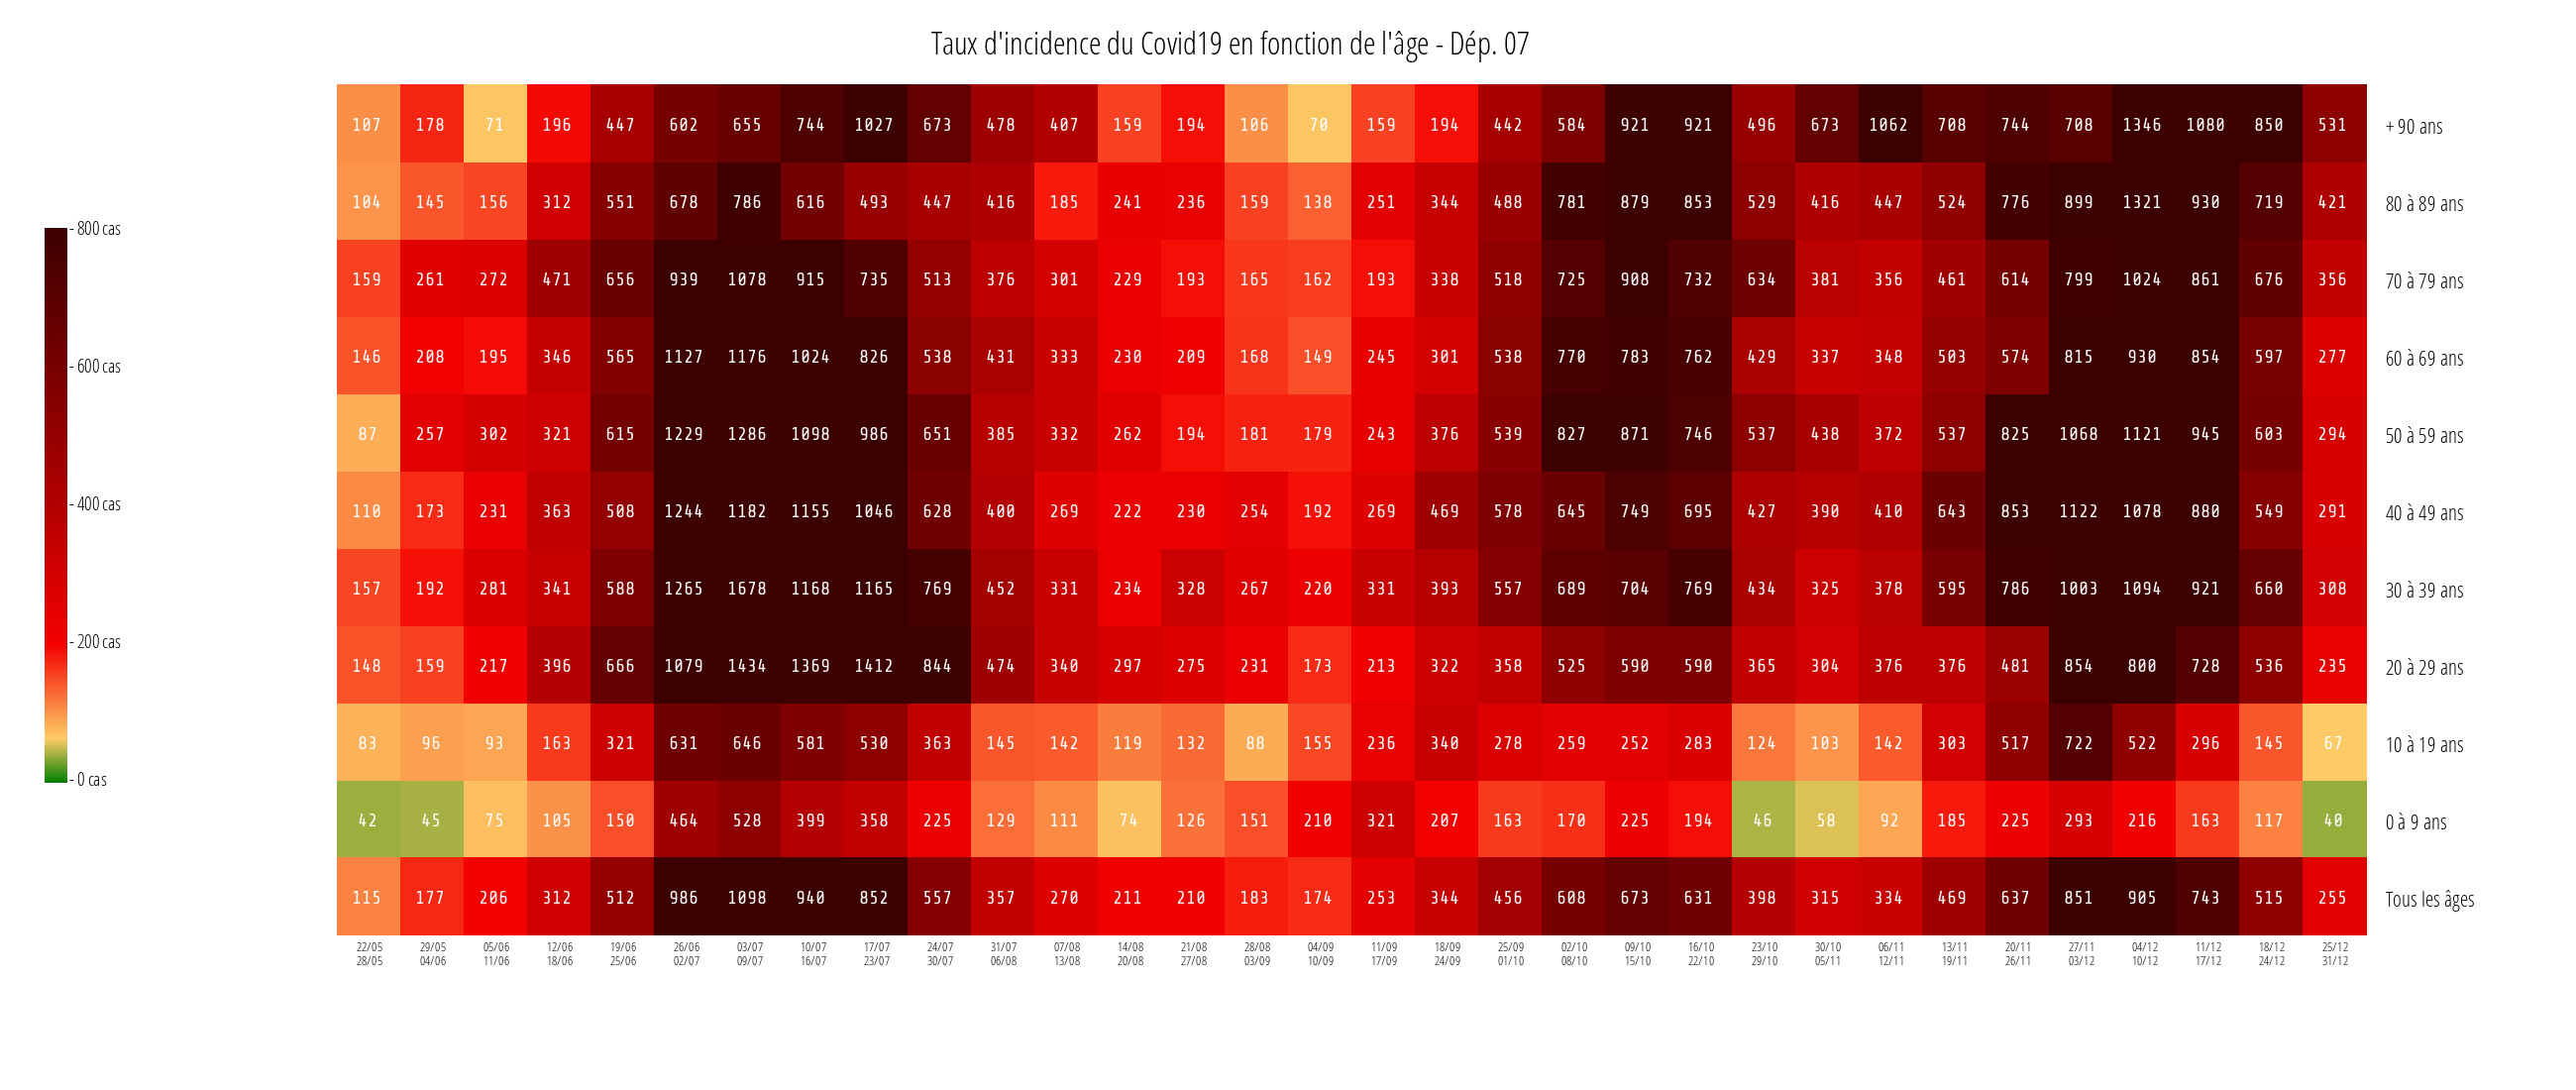 Taux d'incidence du Covid19 en fonction de l'âge - Dép. 07
- 800 cas
- 600 cas
- 400 cas
- 200 cas
- 0 cas
107 178 71 196 447 602 655 744 1027 673 478 407 159 194 106 70 159 194 442 584 921 921 496 673 1062 708 744 708 1346 1080 850 531 + 90 ans
104 145 156 312 551 678 786 616 493 447 416 185 241 236 159 138 251 344 488 781 879 853 529 416 447 524 776 899 1321 930 719 421 80 à 89 ans
159 261 272 471 656 939 1078 915 735 513 376 301 229 193 165 162 193 338 518 725 908 732 634 381 356 461 614 799 1024 861 676 356 70 à 79 ans
146 208 195 346 565 1127 1176 1024 826 538 431 333 230 209 168 149 245 301 538 770 783 762 429 337 348 503 574 815 930 854 597 277 60 à 69 ans
87 257 302 321 615 1229 1286 1098 986 651 385 332 262 194 181 179 243 376 539 827 871 746 537 438 372 537 825 1068 1121 945 603 294 50 à 59 ans
110 173 231 363 508 1244 1182 1155 1046 628 400 269 222 230 254 192 269 469 578 645 749 695 427 390 410 643 853 1122 1078 880 549 291 40 à 49 ans
157 192 281 341 588 1265 1678 1168 1165 769 452 331 234 328 267 220 331 393 557 689 704 769 434 325 378 595 786 1003 1094 921 660 308 30 à 39 ans
148 159 217 396 666 1079 1434 1369 1412 844 474 340 297 275 231 173 213 322 358 525 590 590 365 304 376 376 481 854 800 728 536 235 20 à 29 ans
83 96 93 163 321 631 646 581 530 363 145 142 119 132 88 155 236 340 278 259 252 283 124 103 142 303 517 722 522 296 145 67 10 à 19 ans
42 45 75 105 150 464 528 399 358 225 129 111 74 126 151 210 321 207 163 170 225 194 46 58 92 185 225 293 216 163 117 40 0 à 9 ans
115 177 206 312 512 986 1098 940 852 557 357 270 211 210 183 174 253 344 456 608 673 631 398 315 334 469 637 851 905 743 515 255 Tous les âges
22/05 29/05 05/06 12/06 19/06 26/06 03/07 10/07 17/07 24/07 31/07 07/08 14/08 21/08 28/08 04/09 11/09 18/09 25/09 02/10 09/10 16/10 23/10 30/10 06/11 13/11 20/11 27/11 04/12 11/12 18/12 25/12
28/05 04/06 11/06 18/06 25/06 02/07 09/07 16/07 23/07 30/07 06/08 13/08 20/08 27/08 03/09 10/09 17/09 24/09 01/10 08/10 15/10 22/10 29/10 05/11 12/11 19/11 26/11 03/12 10/12 17/12 24/12 31/12